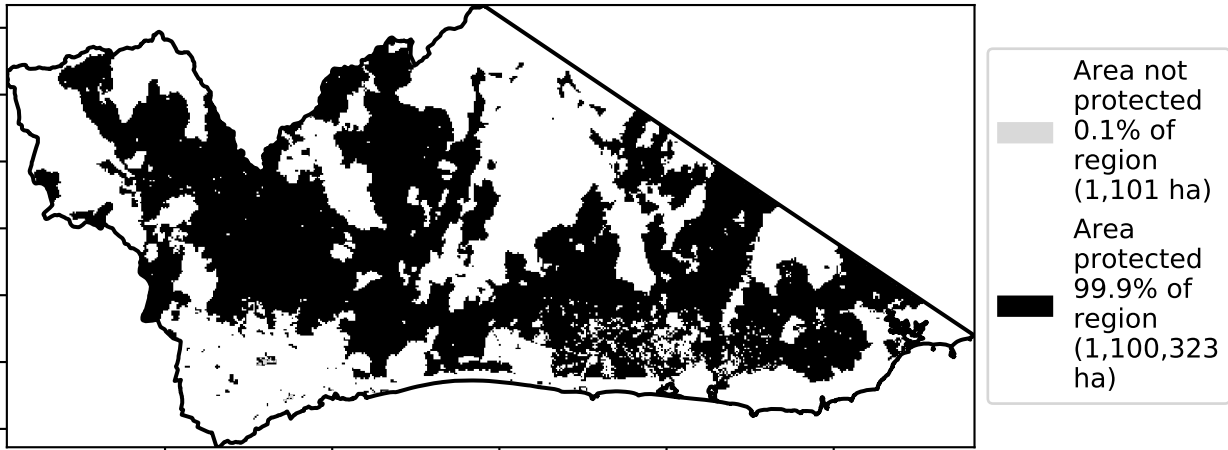 Area not
protected
0.1% of
region
(1,101 ha)
Area
protected
99.9% of
region
(1,100,323
ha)